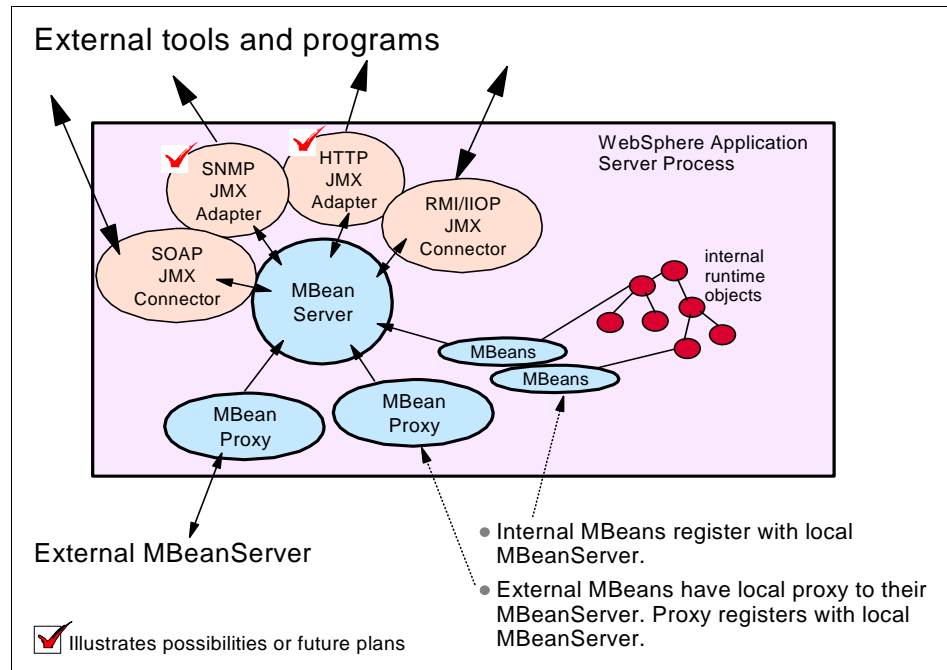 External tools and programs
WebSphere Application
Server Process
SNMP
JMX
Adapter
HTTP
JMX
Adapter
RMI/IIOP
JMX
Connector
SOAP
JMX
Connector
MBean
Server
internal
runtime
objects
MBeans
MBeans
MBean
Proxy
MBean
Proxy
External MBeanServer
Internal MBeans register with local
MBeanServer.
External MBeans have local proxy to their
MBeanServer. Proxy registers with local
MBeanServer.
Illustrates possibilities or future plans